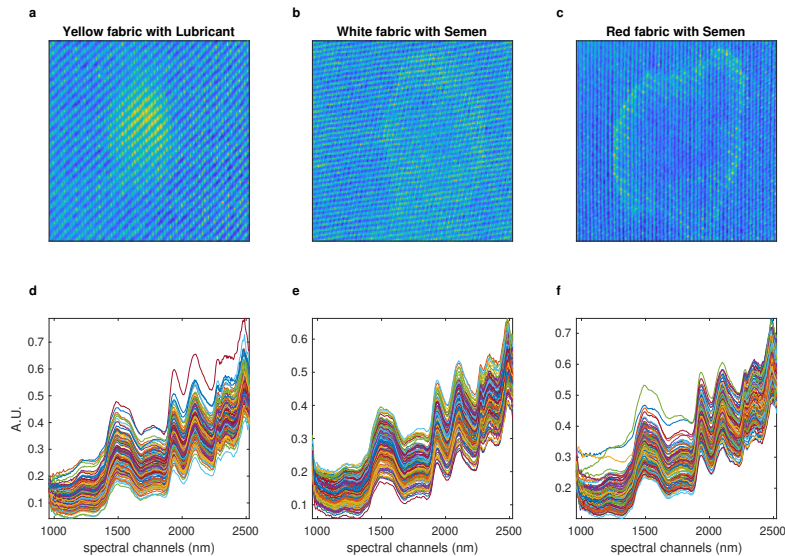 a b c
Yellow fabric with Lubricant White fabric with Semen Red fabric with Semen
d e f
A.U.
0.7
0.6
0.5
0.4
0.3
0.2
0.1
1000 1500 2000 2500
spectral channels (nm)
0.6
0.5
0.4
0.3
0.2
0.1
1000 1500 2000 2500
spectral channels (nm)
0.7
0.6
0.5
0.4
0.3
0.2
1000 1500 2000 2500
spectral channels (nm)